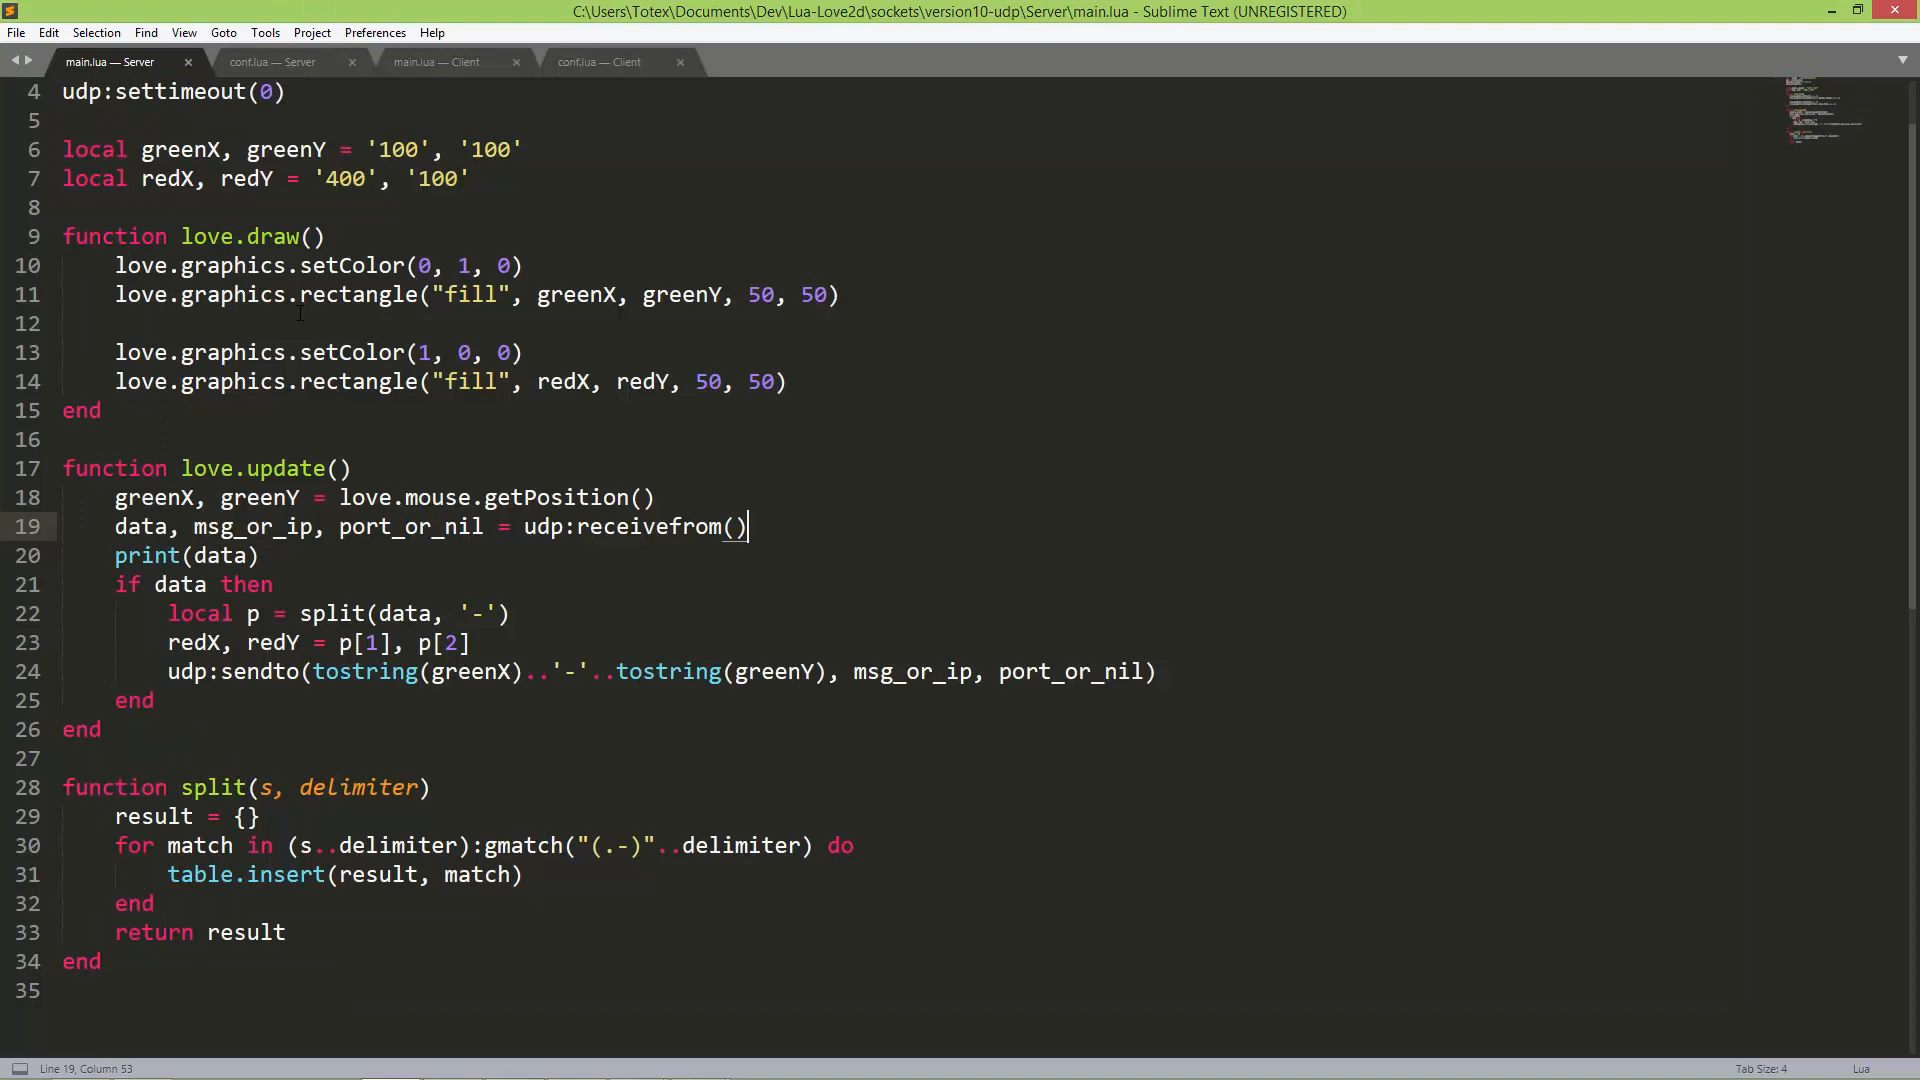 C:\Users\Totex\Documents\Dev\Lua-Love2d\sockets\version10-udp\Server\main.lua - Sublime Text (UNREGISTERED)
File Edit Selection Find View Goto Tools Project Preferences Help
main.lua — Server conf.lua — Server main.lua — Client conf.lua — Client
4 udp:settimeout(0)
5
6 local greenX, greenY = '100', '100'
7 local redX, redY = '400', '100'
8
9 function love.draw()
10 love.graphics.setColor(0, 1, 0)
11 love.graphics.rectangle("fill", greenX, greenY, 50, 50)
12
13 love.graphics.setColor(1, 0, 0)
14 love.graphics.rectangle("fill", redX, redY, 50, 50)
15 end
16
17 function love.update()
18 greenX, greenY = love.mouse.getPosition()
19 data, msg_or_ip, port_or_nil = udp:receivefrom()
20 print(data)
21 if data then
22 local p = split(data, '-')
23 redX, redY = p[1], p[2]
24 udp:sendto(tostring(greenX)..'-'..tostring(greenY), msg_or_ip, port_or_nil)
25 end
26 end
27
28 function split(s, delimiter)
29 result = {}
30 for match in (s..delimiter):gmatch("(.-)"..delimiter) do
31 table.insert(result, match)
32 end
33 return result
34 end
35
Line 19, Column 53 Tab Size: 4 Lua